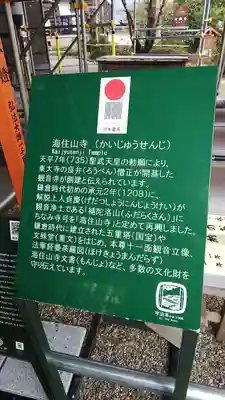 日本遺産
海住山寺（かいじゅうせんじ）
Kaijyusenji Temple
天平7年(735)聖武天皇の勅願により、
東大寺の良弁(ろうべん)僧正が開基した
観音寺が創建と伝えられています。
鎌倉時代初めの承元2年(1208)に、
解脱上人貞慶(げだつしょうにんじょうけい)が
観音浄土である「補陀洛山(ふだらくさん)」に
ちなみ寺号を「海住山寺」と定めて再興しました。
鎌倉時代に建立された五重塔(国宝)や
文殊堂(重文)をはじめ、本尊十一面観音立像、
法華経曼荼羅図(ほけきょうまんだらず)
海住山寺文書(もんじょ)など、多数の文化財を
守り伝えています。